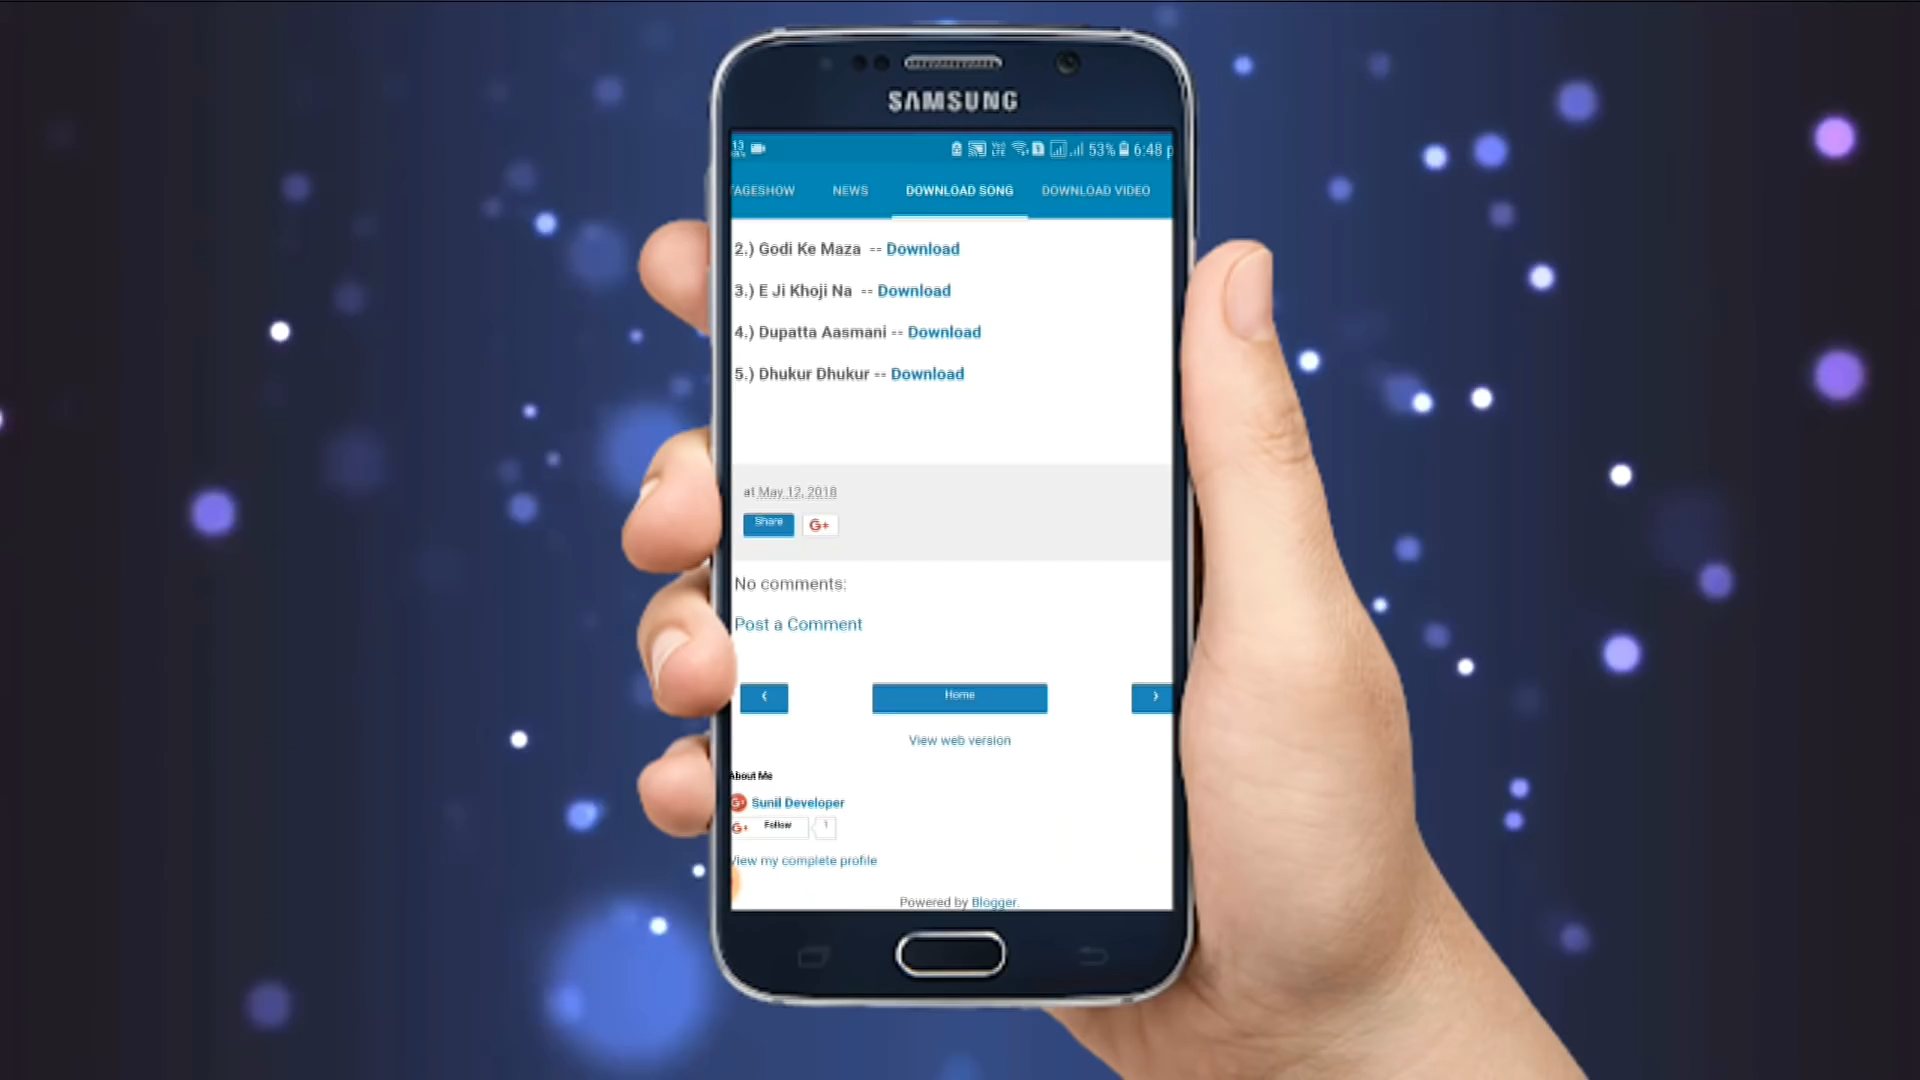 SAMSUNG
13
53% 6:48
NEWS DOWNLOAD SONG DOWNLOAD VIDEO
2.) Godi Ke Maza -- Download
3.) E Ji Khoji Na -- Download
4.) Dupatta Aasmani -- Download
5.) Dhukur Dhukur -- Download
at May 12, 2018
Share G+
No comments:
Post a Comment
‹ Home ›
View web version
About Me
G+ Sunil Developer
G+ Follow 1
View my complete profile
Powered by Blogger.